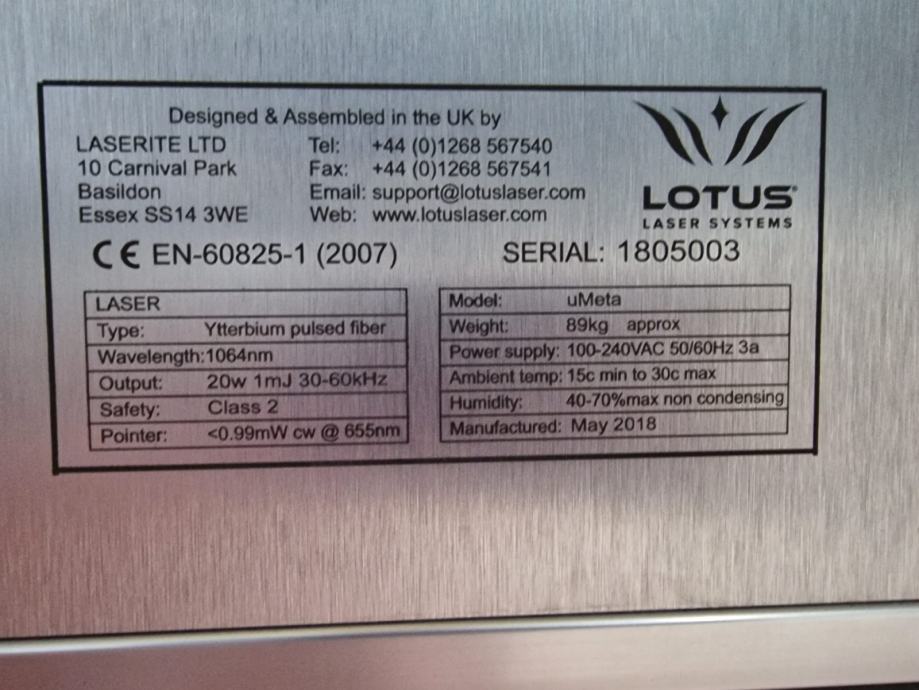 Designed & Assembled in the UK by
LASERITE LTD
10 Carnival Park
Basildon
Essex SS14 3WE
Tel: +44 (0)1268 567540
Fax: +44 (0)1268 567541
Email: support@lotuslaser.com
Web: www.lotuslaser.com
LOTUS®
LASER SYSTEMS
CE EN-60825-1 (2007)
SERIAL: 1805003
LASER
Type: Ytterbium pulsed fiber
Wavelength:1064nm
Output: 20w 1mJ 30-60kHz
Safety: Class 2
Pointer: <0.99mW cw @ 655nm
Model: uMeta
Weight: 89kg approx
Power supply: 100-240VAC 50/60Hz 3a
Ambient temp: 15c min to 30c max
Humidity: 40-70%max non condensing
Manufactured: May 2018